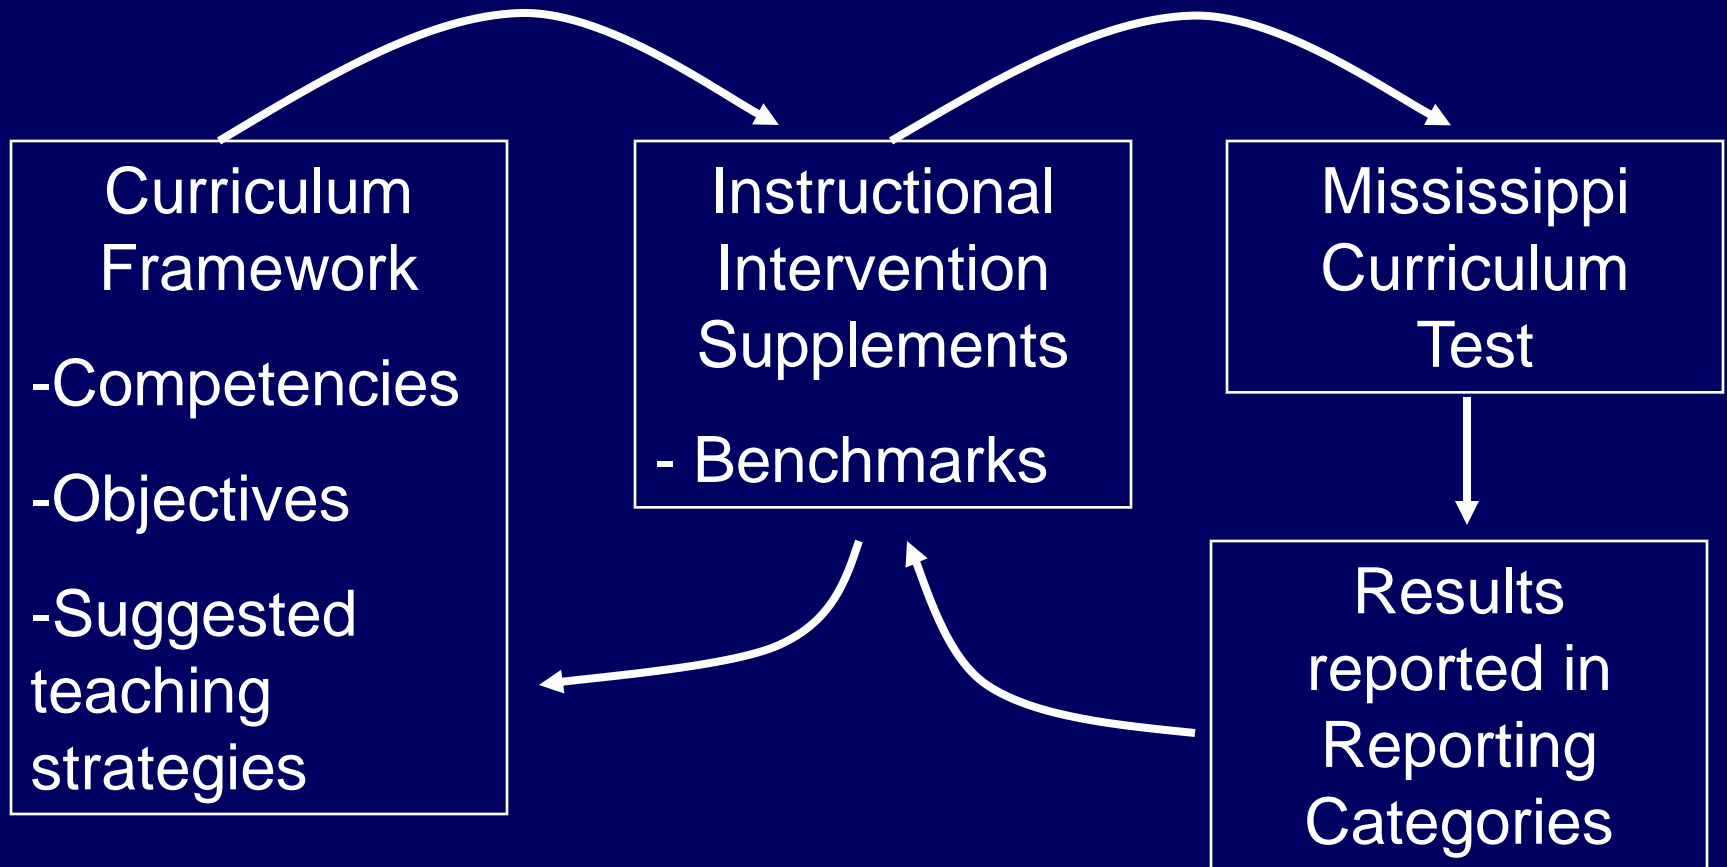 Curriculum
Framework
-Competencies
-Objectives
-Suggested
teaching
strategies
Instructional
Intervention
Supplements
- Benchmarks
Mississippi
Curriculum
Test
Results
reported in
Reporting
Categories